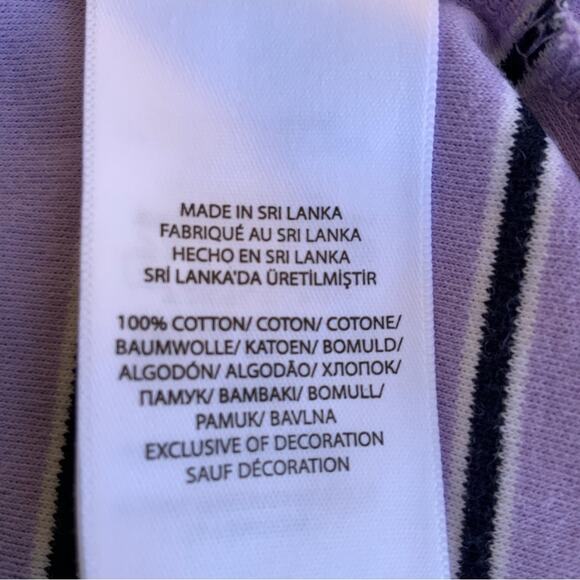 MADE IN SRI LANKA
FABRIQUÉ AU SRI LANKA
HECHO EN SRI LANKA
SRİ LANKA'DA ÜRETİLMİŞTİR
100% COTTON/ COTON/ COTONE/
BAUMWOLLE/ KATOEN/ BOMULD/
ALGODÓN/ ALGODÃO/ ХЛОПОК/
ПАМУК/ BAMBAKI/ BOMULL/
PAMUK/ BAVLNA
EXCLUSIVE OF DECORATION
SAUF DÉCORATION